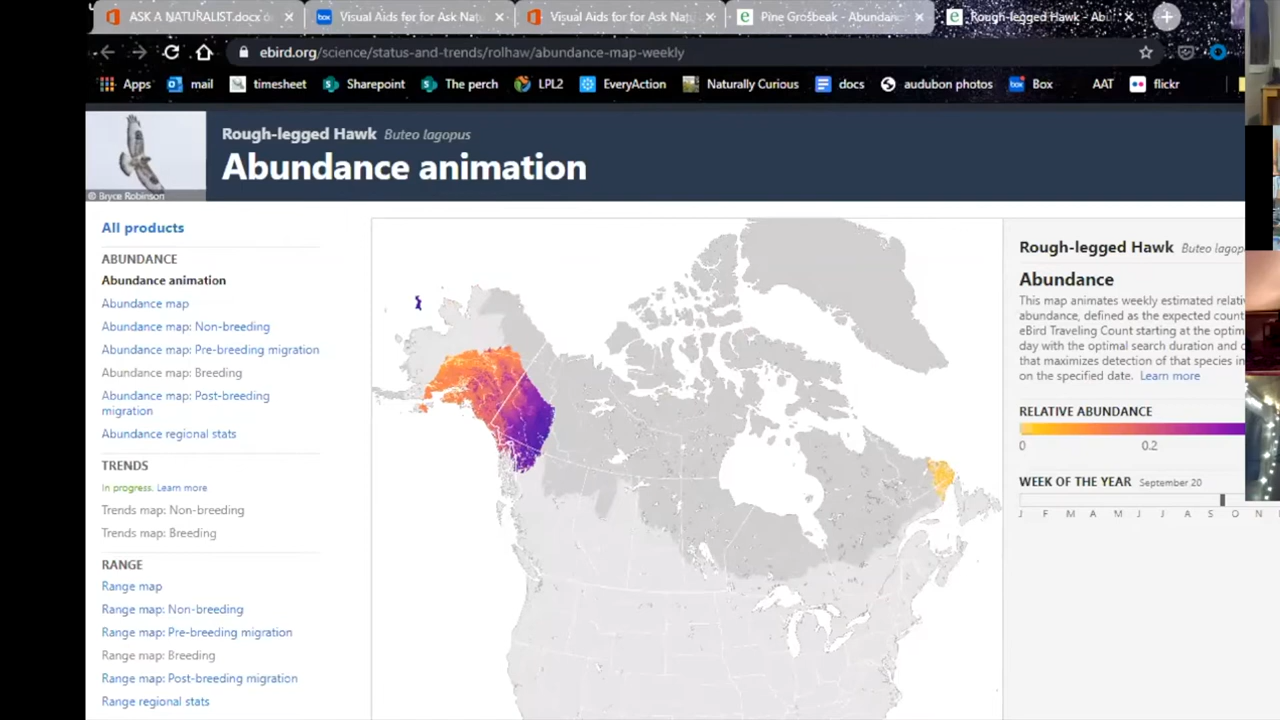 ASK A NATURALIST.docx
Visual Aids fer for Ask Nat
Visual Aids for for Ask Nat
Pine Grosbeak - Abundanc
Rough-legged Hawk - Abu
ebird.org/science/status-and-trends/rolhaw/abundance-map-weekly
Apps mail timesheet Sharepoint The perch LPL2 EveryAction Naturally Curious docs audubon photos Box AAT flickr
Rough-legged Hawk Buteo lagopus
Abundance animation
© Bryce Robinson
All products
ABUNDANCE
Abundance animation
Abundance map
Abundance map: Non-breeding
Abundance map: Pre-breeding migration
Abundance map: Breeding
Abundance map: Post-breeding
migration
Abundance regional stats
TRENDS
In progress. Learn more
Trends map: Non-breeding
Trends map: Breeding
RANGE
Range map
Range map: Non-breeding
Range map: Pre-breeding migration
Range map: Breeding
Range map: Post-breeding migration
Range regional stats
Rough-legged Hawk Buteo lagop
Abundance
This map animates weekly estimated relati
abundance, defined as the expected count
eBird Traveling Count starting at the optim
day with the optimal search duration and d
that maximizes detection of that species in
on the specified date. Learn more
RELATIVE ABUNDANCE
0 0.2
WEEK OF THE YEAR September 20
J F M A M J J A S O N